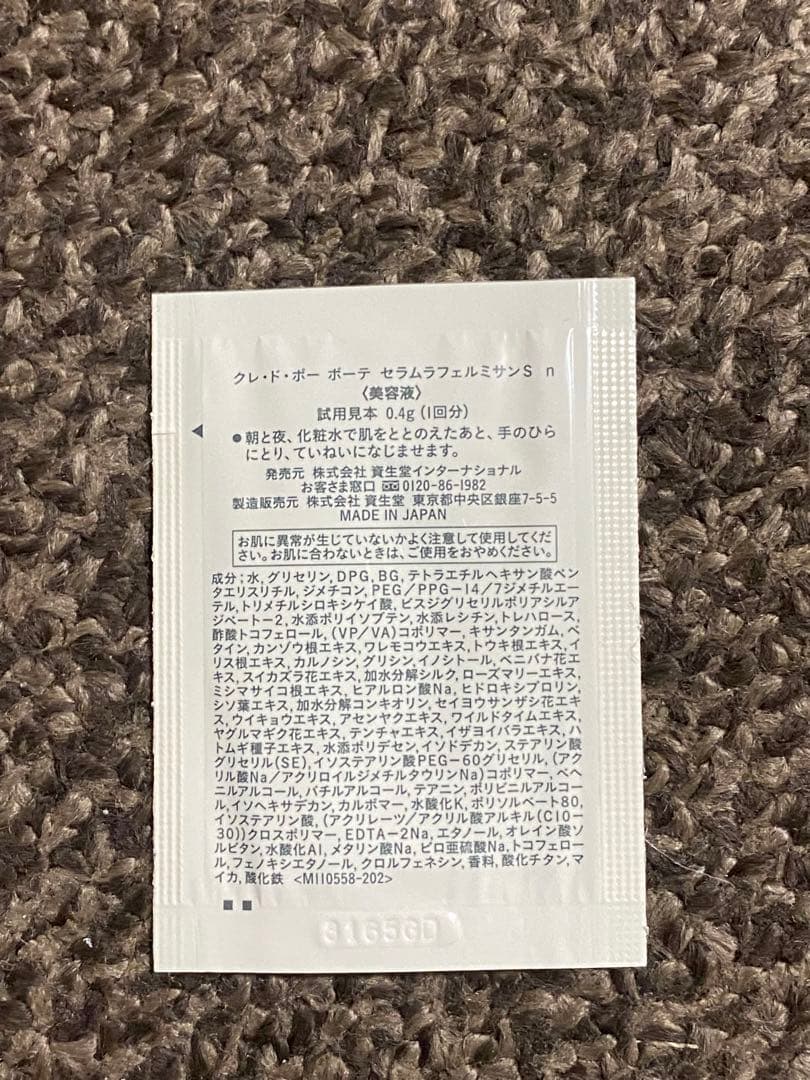 クレ・ド・ポー ボーテ セラムラフェルミサンS n
〈美容液〉
試用見本 0.4g(1回分)
●朝と夜、化粧水で肌をととのえたあと、手のひら
にとり、ていねいになじませます。
発売元 株式会社 資生堂インターナショナル
お客さま窓口 0120-86-1982
製造販売元 株式会社 資生堂 東京都中央区銀座7-5-5
MADE IN JAPAN
お肌に異常が生じていないかよく注意して使用してくだ
さい。お肌に合わないときは、ご使用をおやめください。
成分;水,グリセリン,DPG,BG,テトラエチルヘキサン酸ペン
タエリスリチル,ジメチコン,PEG/PPG-14/7ジメチルエー
テル,トリメチルシロキシケイ酸,ビスジグリセリルポリアシルア
ジペート-2,水添ポリイソブテン,水添レシチン,トレハロース,
酢酸トコフェロール,(VP/VA)コポリマー,キサンタンガム,ベ
タイン,カンゾウ根エキス,ワレモコウエキス,トウキ根エキス,イ
リス根エキス,カルノシン,グリシン,イノシトール,ベニバナ花エ
キス,スイカズラ花エキス,加水分解シルク,ローズマリーエキス,
ミシマサイコ根エキス,ヒアルロン酸Na,ヒドロキシプロリン,
シソ葉エキス,加水分解コンキオリン,セイヨウサンザシ花エキ
ス,ウイキョウエキス,アセンヤクエキス,ワイルドタイムエキス,
ヤグルマギク花エキス,テンチャエキス,イザヨイバラエキス,ハ
トムギ種子エキス,水添ポリデセン,イソドデカン,ステアリン酸
グリセリル(SE),イソステアリン酸PEG-60グリセリル,(アク
リル酸Na/アクリロイルジメチルタウリンNa)コポリマー,ベヘ
ニルアルコール,バチルアルコール,テアニン,ポリビニルアルコー
ル,イソヘキサデカン,カルボマー,水酸化K,ポリソルベート80,
イソステアリン酸,(アクリレーツ/アクリル酸アルキル(C10-
30))クロスポリマー,EDTA-2Na,エタノール,オレイン酸ソ
ルビタン,水酸化Al,メタリン酸Na,ピロ亜硫酸Na,トコフェロー
ル,フェノキシエタノール,クロルフェネシン,香料,酸化チタン,マ
イカ,酸化鉄 <MI10558-202>